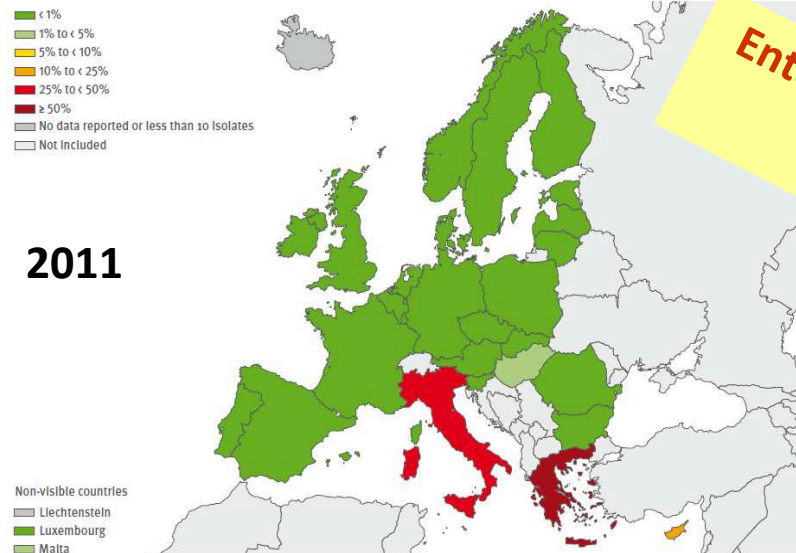 < 1%
1% to < 5%
5% to < 10%
10% to < 25%
25% to < 50%
≥ 50%
No data reported or less than 10 isolates
Not included
Ent
2011
Non-visible countries
Liechtenstein
Luxembourg
Malta